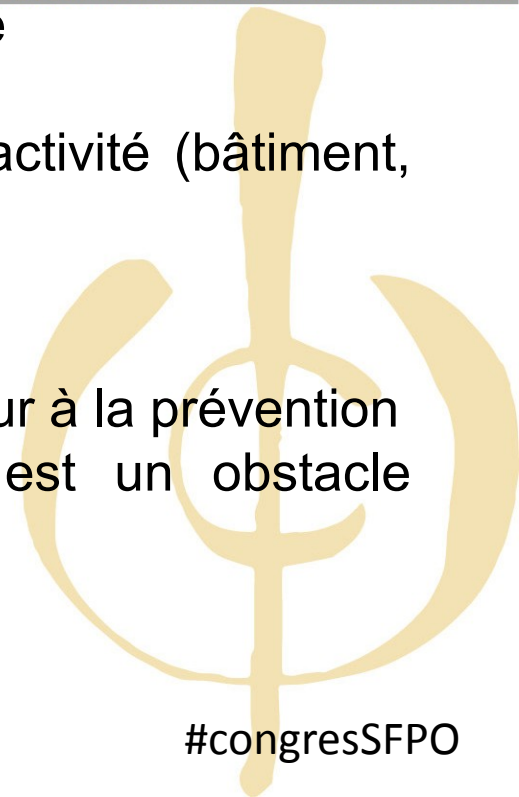 activité (bâtiment,
ur à la prévention
est un obstacle
#congresSFPO